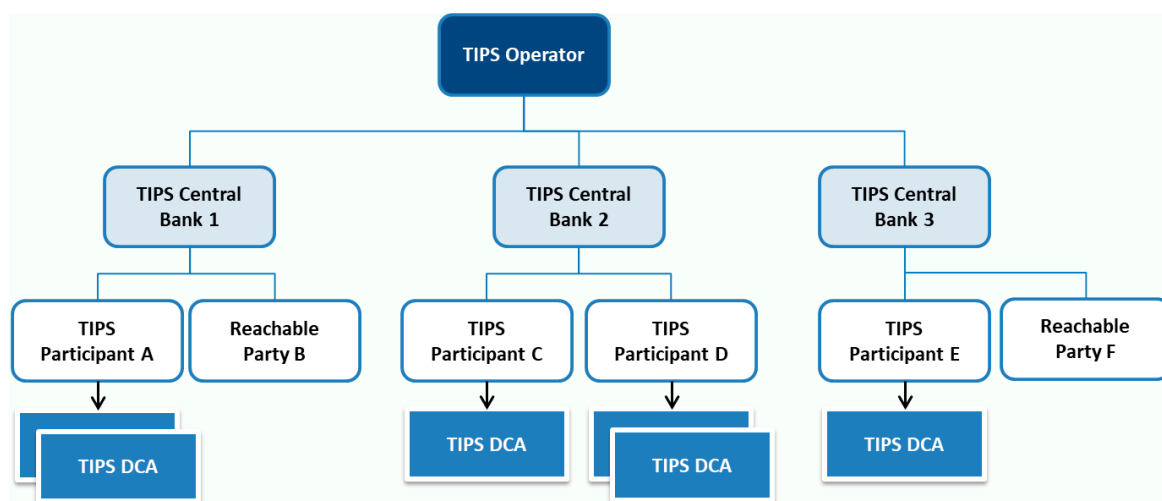 TIPS Operator
TIPS Central
Bank 1
TIPS Central
Bank 2
TIPS Central
Bank 3
TIPS
Participant A
Reachable
Party B
TIPS
Participant C
TIPS
Participant D
TIPS
Participant E
Reachable
Party F
TIPS DCA
TIPS DCA
TIPS DCA
TIPS DCA